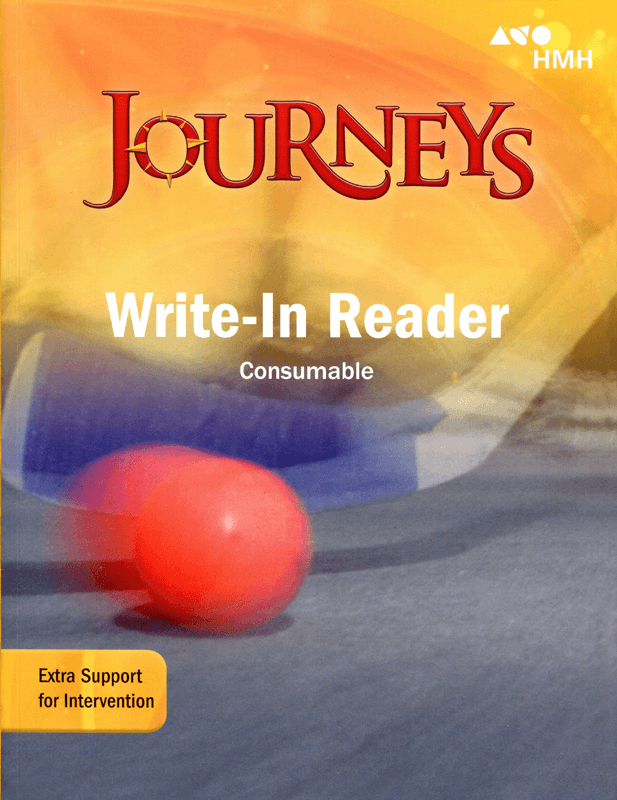 HMH
JOURNEYS
Write-In Reader
Consumable
Extra Support
for Intervention